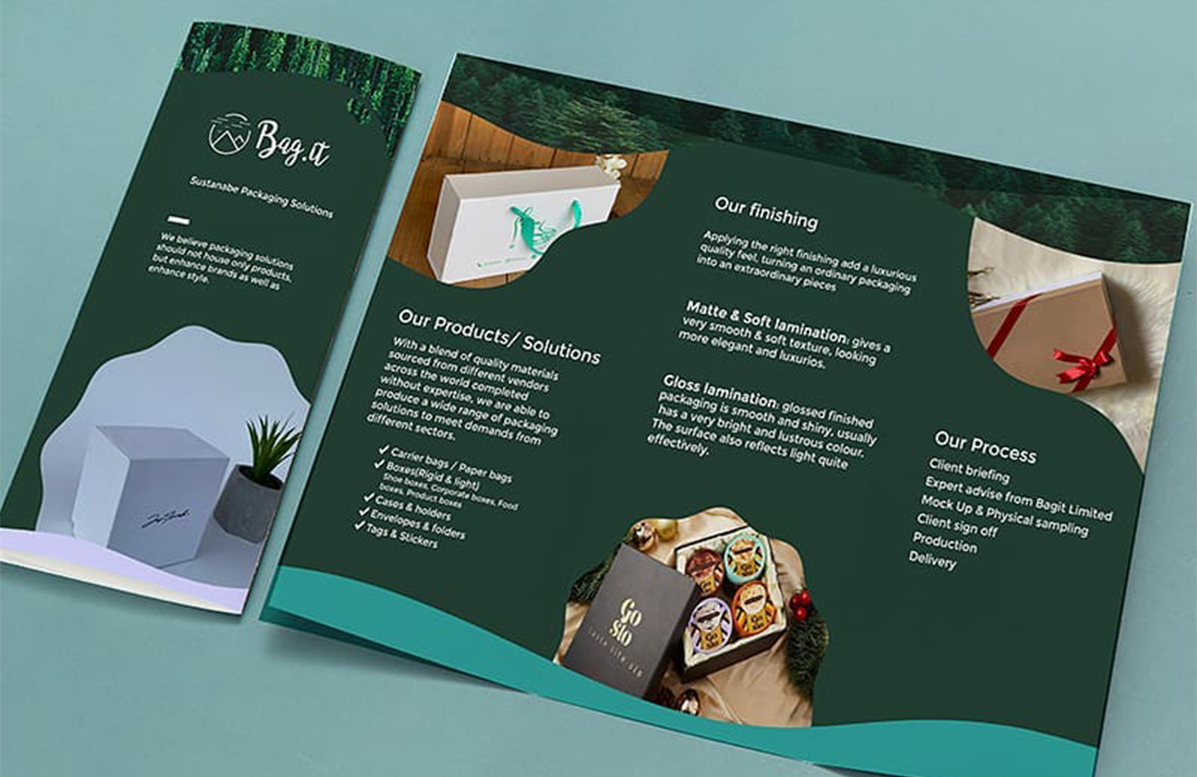 Bag.it
Sustanabe Packaging Solutions
We believe packaging solutions
should not house only products,
but enhance brands as well as
enhance style.
Our Products/ Solutions
With a blend of quality materials
sourced from different vendors
across the world completed
without expertise, we are able to
produce a wide range of packaging
solutions to meet demands from
different sectors.
Carrier bags / Paper bags
Boxes(Rigid & light)
Shoe boxes, Corporate boxes, Food
boxes, Product boxes
Cases & holders
Envelopes & folders
Tags & Stickers
Our finishing
Applying the right finishing add a luxurious
quality feel, turning an ordinary packaging
into an extraordinary pieces
Matte & Soft lamination: gives a
very smooth & soft texture, looking
more elegant and luxurios.
Gloss lamination: glossed finished
packaging is smooth and shiny, usually
has a very bright and lustrous colour.
The surface also reflects light quite
effectively.
Go
slo
Our Process
Client briefing
Expert advise from Bagit Limited
Mock Up & Physical sampling
Client sign off
Production
Delivery